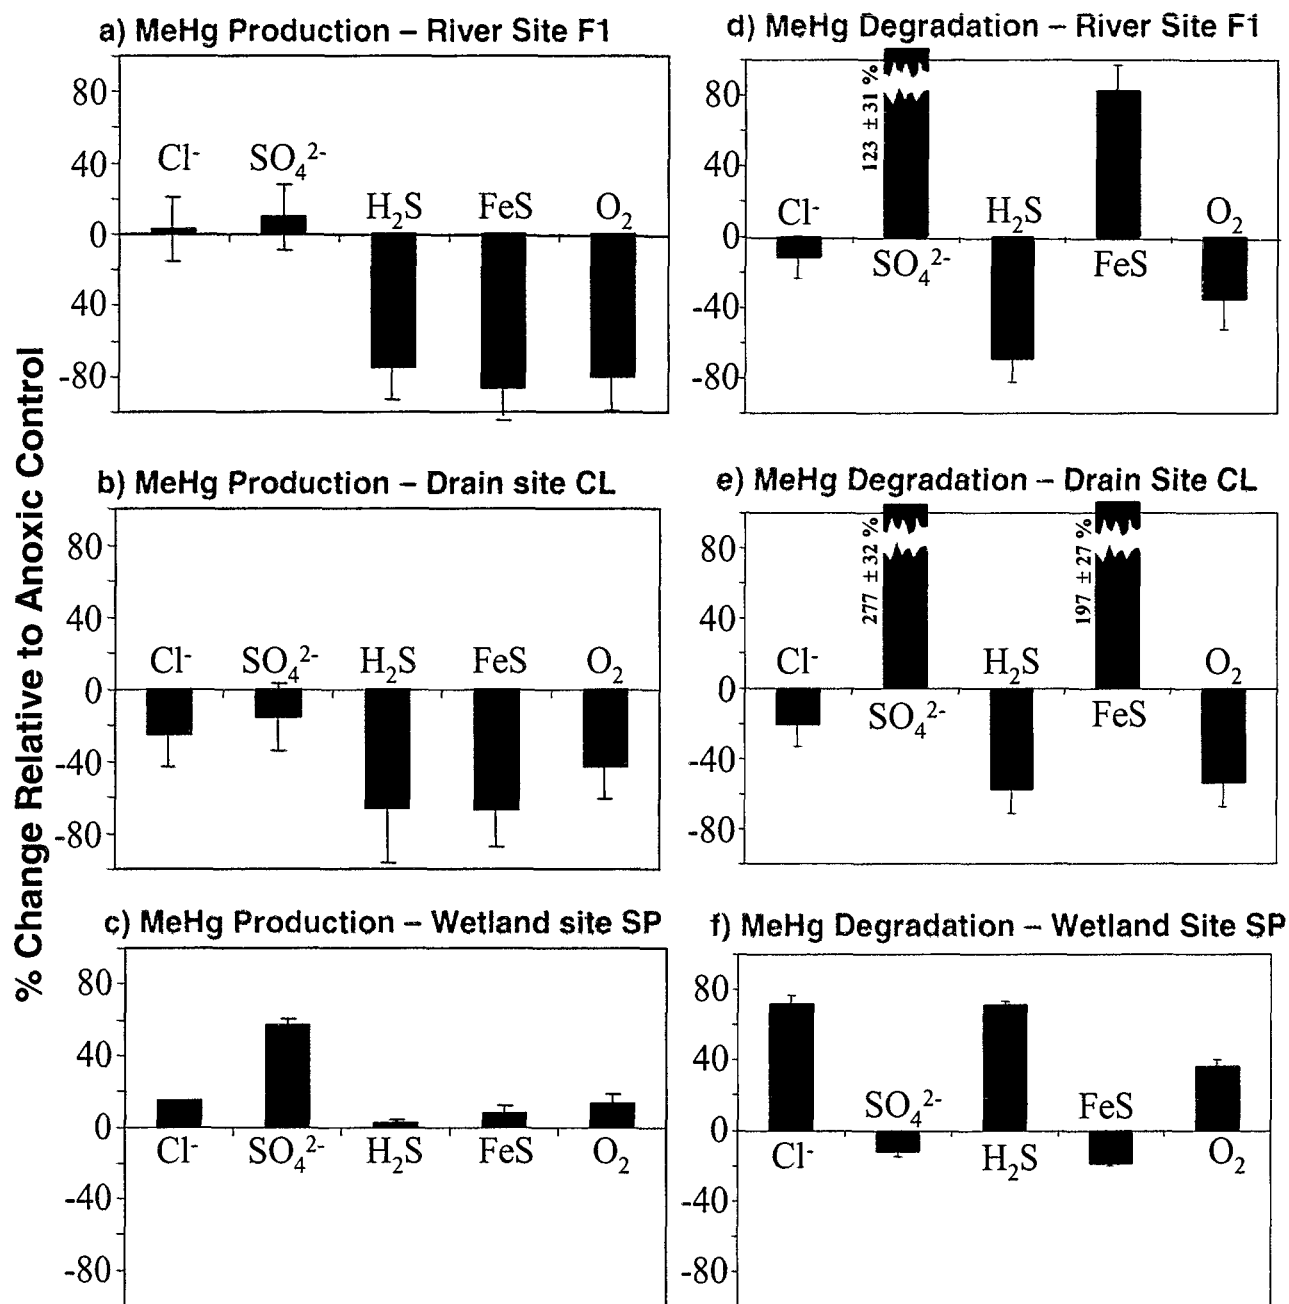 % Change Relative to Anoxic Control
a) MeHg Production – River Site F1
80
40
0
40
-80
Cl⁻
SO₄²⁻
H₂S
FeS
O₂
b) MeHg Production – Drain site CL
80
40
0
-40
-80
Cl⁻
SO₄²⁻
H₂S
FeS
O₂
c) MeHg Production – Wetland site SP
80
40
0
-40
-80
Cl⁻
SO₄²⁻
H₂S
FeS
O₂
d) MeHg Degradation – River Site F1
80
40
0
-40
-80
Cl⁻
123 ± 31 %
SO₄²⁻
H₂S
FeS
O₂
e) MeHg Degradation – Drain Site CL
80
40
0
-40
-80
Cl⁻
277 ± 32 %
SO₄²⁻
H₂S
197 ± 27 %
FeS
O₂
f) MeHg Degradation – Wetland Site SP
80
40
0
-40
-80
Cl⁻
SO₄²⁻
H₂S
FeS
O₂